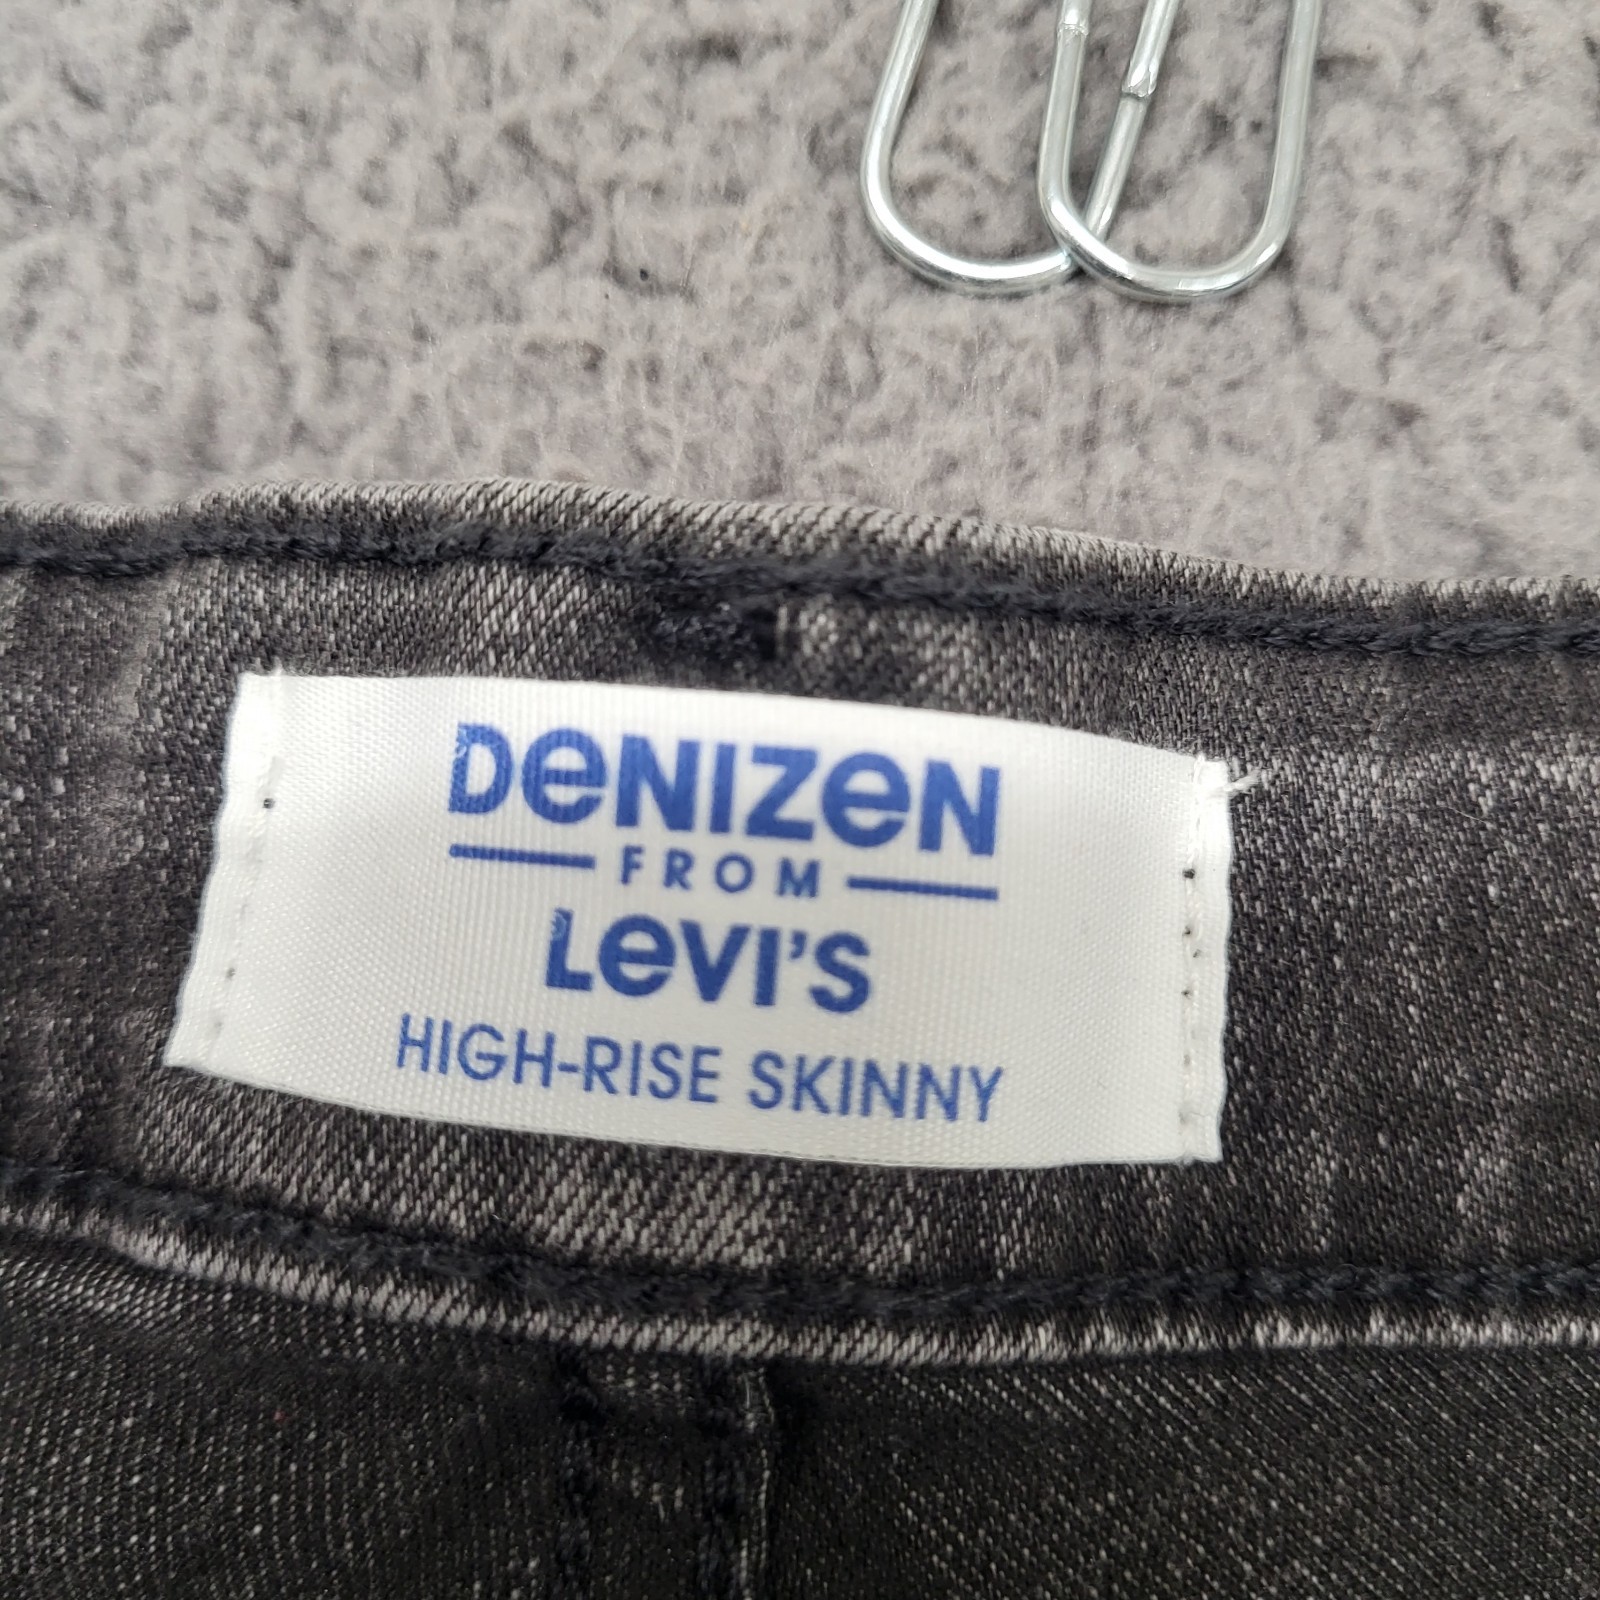 DeNIZeN
FROM
LeVI'S
HIGH-RISE SKINNY